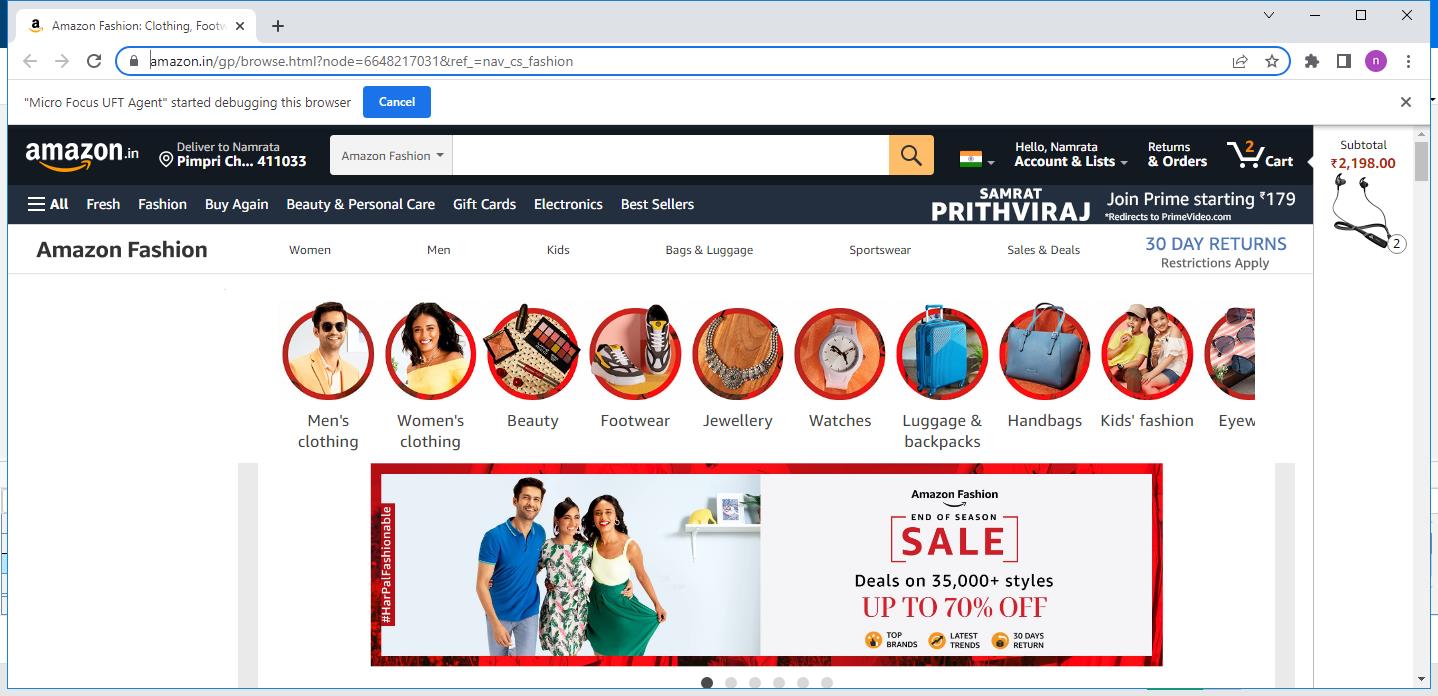 Amazon Fashion: Clothing, Footw
amazon.in/gp/browse.html?node=6648217031&ref_=nav_cs_fashion
n
"Micro Focus UFT Agent" started debugging this browser
Cancel
amazon.in
Deliver to Namrata
Pimpri Ch... 411033
Amazon Fashion
Hello, Namrata
Account & Lists
Returns
& Orders
2
Cart
Subtotal
₹2,198.00
2
All
Fresh
Fashion
Buy Again
Beauty & Personal Care
Gift Cards
Electronics
Best Sellers
SAMRAT
PRITHVIRAJ
Join Prime starting ₹179
*Redirects to PrimeVideo.com
Amazon Fashion
Women
Men
Kids
Bags & Luggage
Sportswear
Sales & Deals
30 DAY RETURNS
Restrictions Apply
Men's
clothing
Women's
clothing
Beauty
Footwear
Jewellery
Watches
Luggage &
backpacks
Handbags
Kids' fashion
Eyew
#HarPalFashionable
Amazon Fashion
END OF SEASON
SALE
Deals on 35,000+ styles
UP TO 70% OFF
TOP
BRANDS
LATEST
TRENDS
30 DAYS
RETURN